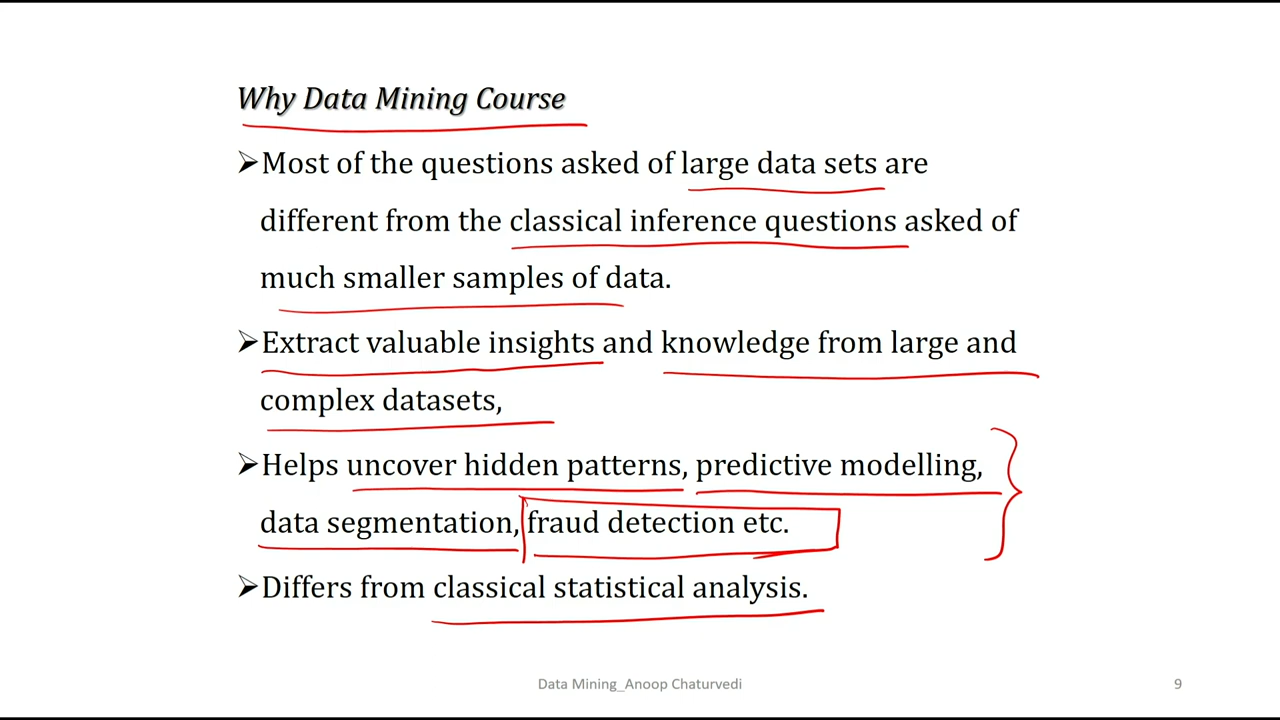 Why Data Mining Course
➢Most of the questions asked of large data sets are
different from the classical inference questions asked of
much smaller samples of data.
➢Extract valuable insights and knowledge from large and
complex datasets,
➢Helps uncover hidden patterns, predictive modelling,
data segmentation, fraud detection etc.
➢Differs from classical statistical analysis.
Data Mining_Anoop Chaturvedi
9